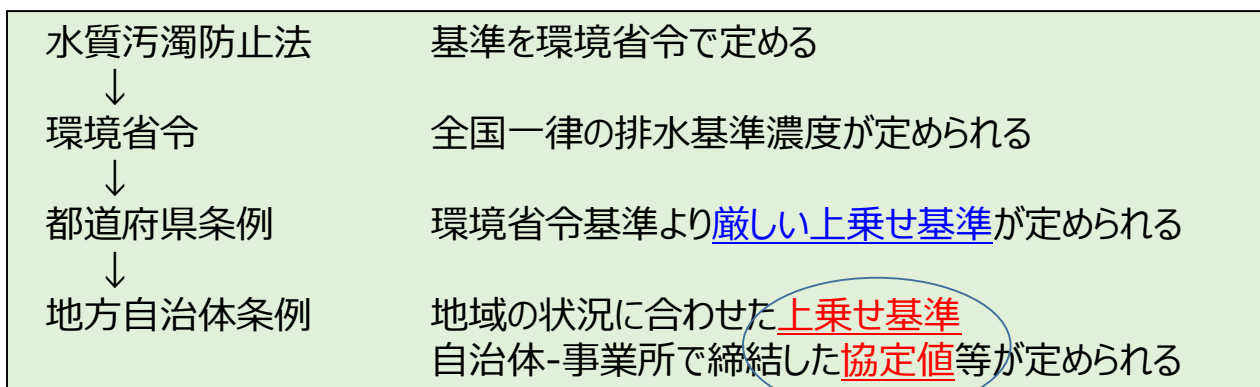 水質汚濁防止法 基準を環境省令で定める
↓
環境省令 全国一律の排水基準濃度が定められる
↓
都道府県条例 環境省令基準より厳しい上乗せ基準が定められる
↓
地方自治体条例 地域の状況に合わせた上乗せ基準
自治体-事業所で締結した協定値等が定められる